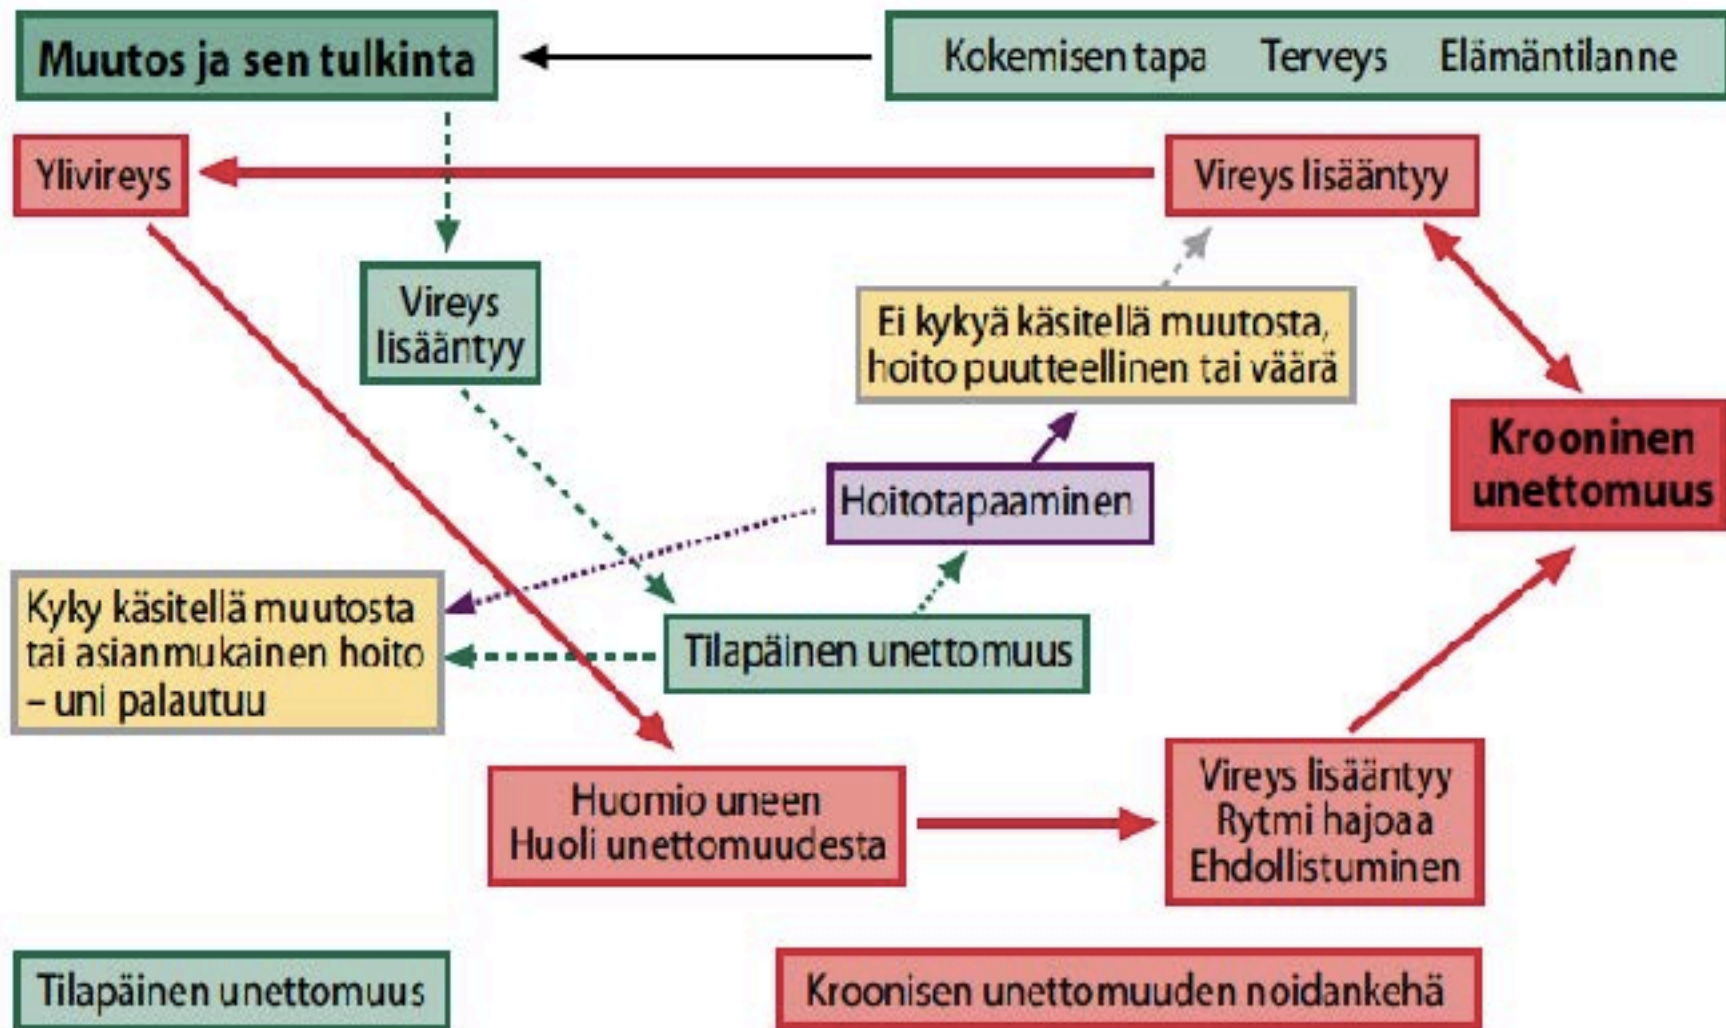 Muutos ja sen tulkinta
Kokemisen tapa Terveys Elämäntilanne
Ylivireys
Vireys lisääntyy
Vireys
lisääntyy
Ei kykyä käsitellä muutosta,
hoito puutteellinen tai väärä
Krooninen
unettomuus
Hoitotapaaminen
Kyky käsitellä muutosta
tai asianmukainen hoito
– uni palautuu
Tilapäinen unettomuus
Huomio uneen
Huoli unettomuudesta
Vireys lisääntyy
Rytmi hajoaa
Ehdollistuminen
Tilapäinen unettomuus
Kroonisen unettomuuden noidankehä